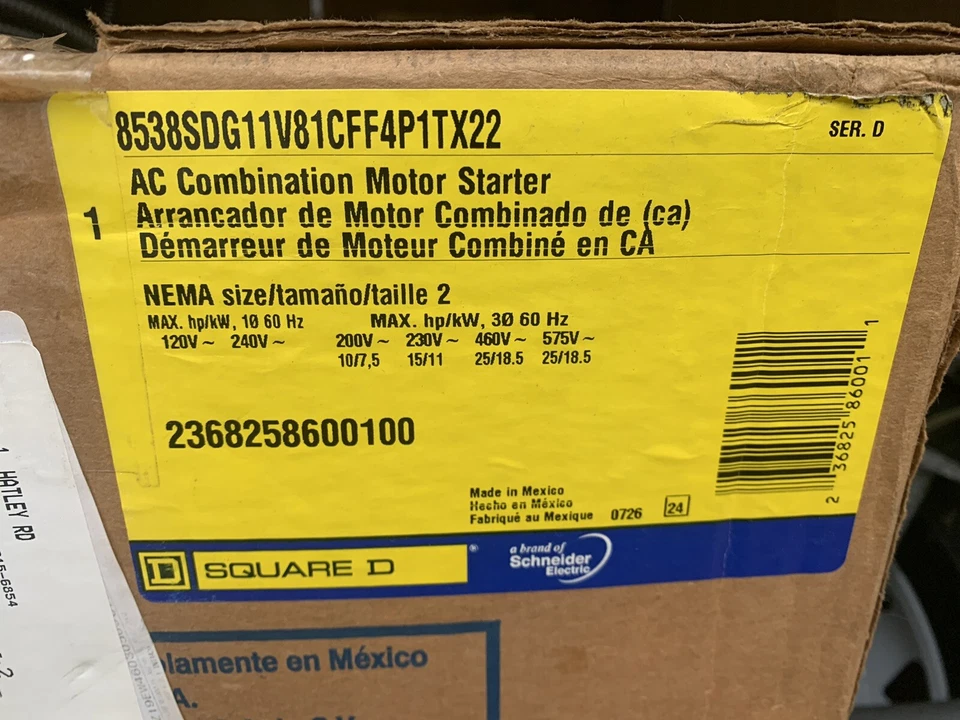 8538SDG11V81CFF4P1TX22
SER. D
1
AC Combination Motor Starter
Arrancador de Motor Combinado de (ca)
Démarreur de Moteur Combiné en CA
NEMA size/tamaño/taille 2
MAX. hp/kW, 1Ø 60 Hz MAX. hp/kW, 3Ø 60 Hz
120V ~ 240V ~ 200V ~ 230V ~ 460V ~ 575V ~
10/7,5 15/11 25/18.5 25/18.5
2368258600100
2 36825 86001 1
Made in Mexico
Hecho en México
Fabriqué au Mexique 0726 24
D SQUARE D ®
a brand of
Schneider
Electric
HATLEY RD
6854
lamente en México
A.